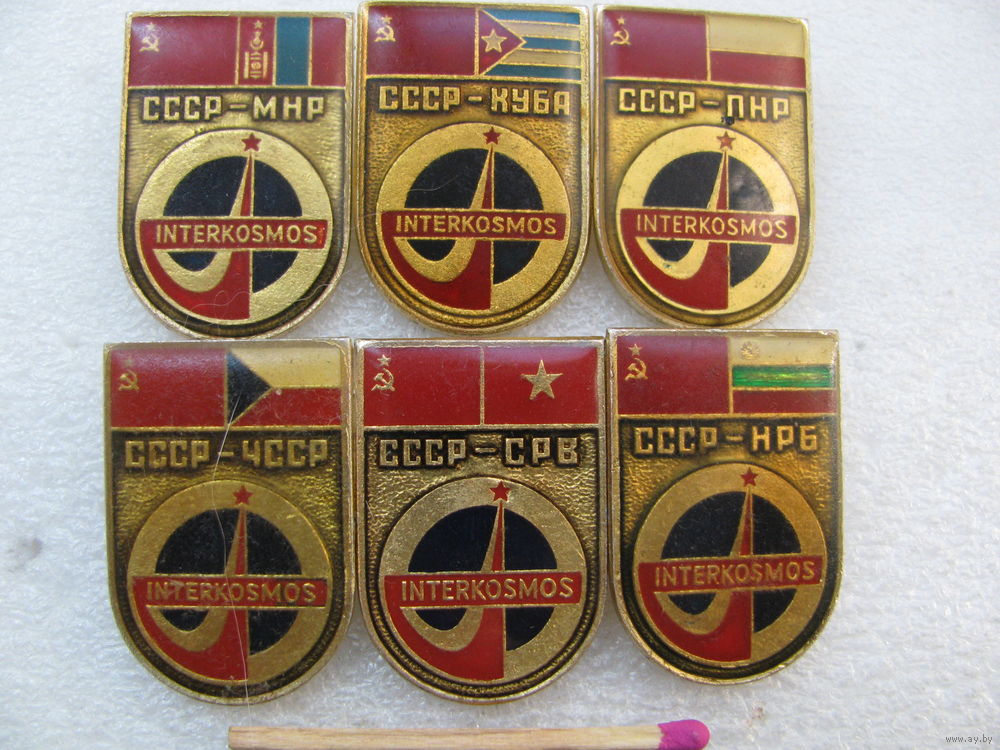 СССР-МНР
INTERKOSMOS
СССР-КУБА
INTERKOSMOS
СССР-ПНР
INTERKOSMOS
СССР-ЧССР
INTERKOSMOS
СССР-СРВ
INTERKOSMOS
СССР-НРБ
INTERKOSMOS
www.ay.by